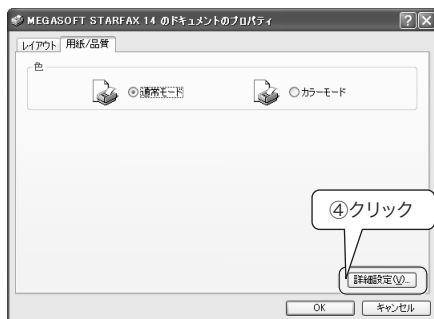 MEGASOFT STARFAX 14 のドキュメントのプロパティ
レイアウト 用紙/品質
色
通常モード カラーモード
④クリック
詳細設定(V)...
OK キャンセル